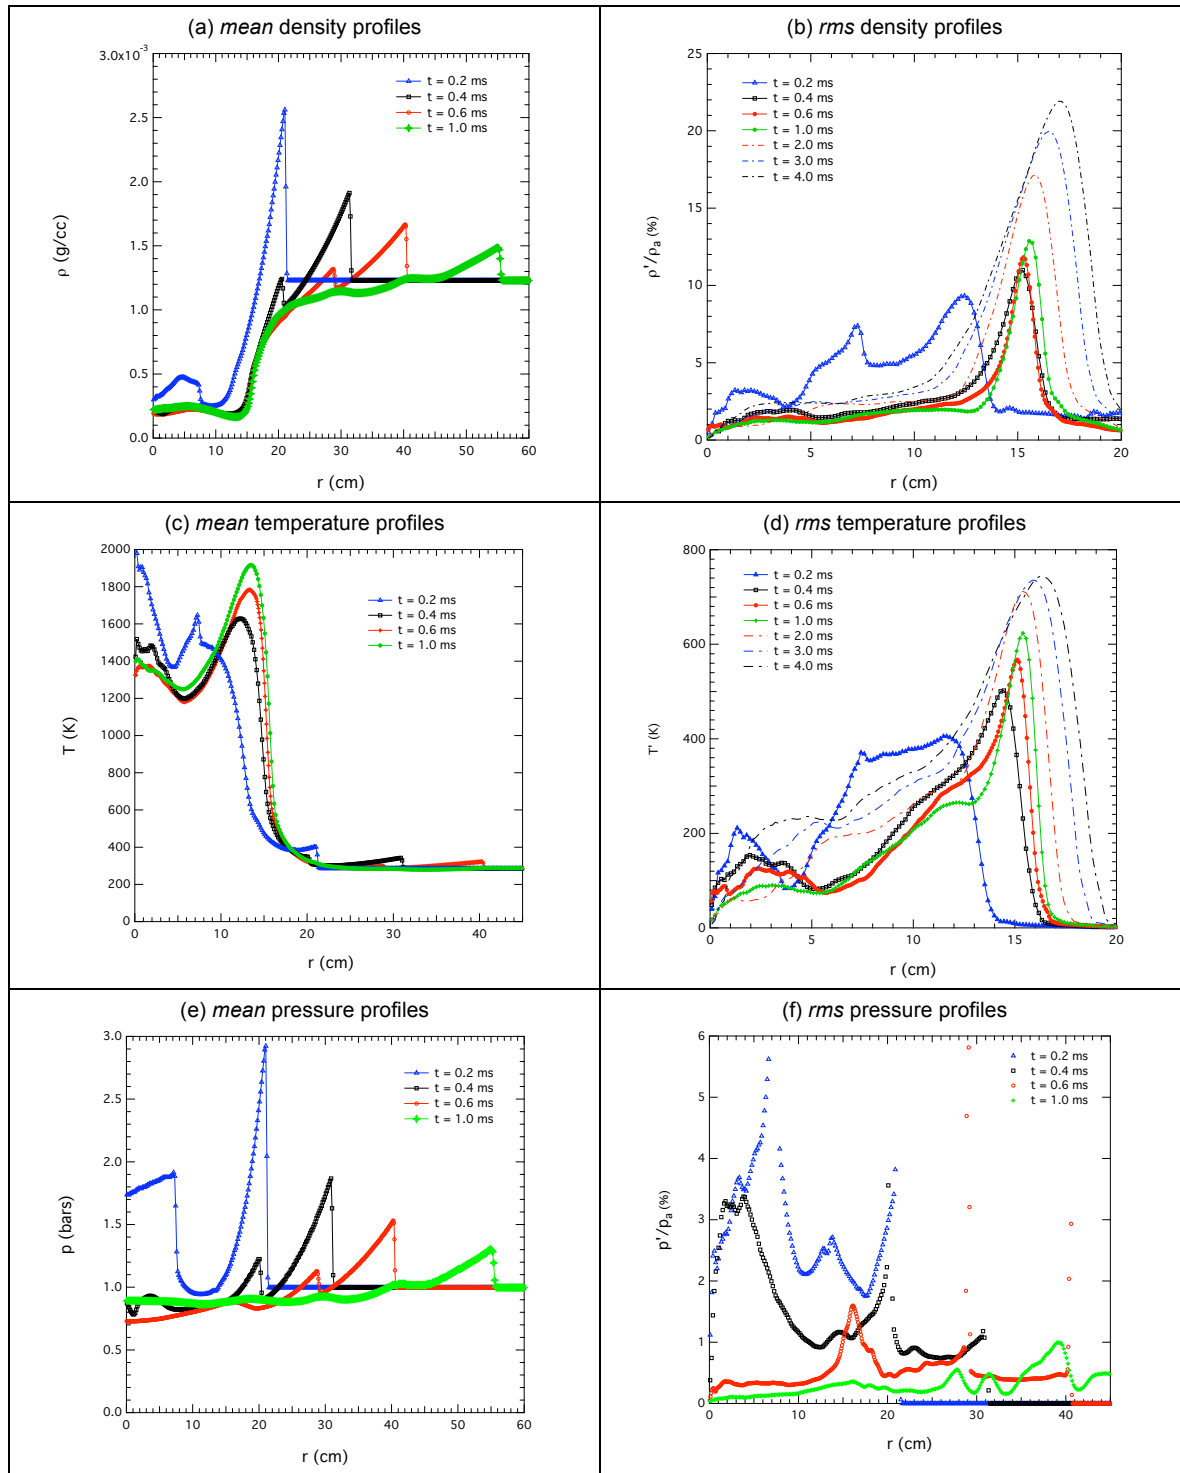 (a) mean density profiles
3.0x10⁻³
2.5
2.0
1.5
1.0
0.5
0.0
ρ (g/cc)
t = 0.2 ms
t = 0.4 ms
t = 0.6 ms
t = 1.0 ms
0 10 20 30 40 50 60
r (cm)
(b) rms density profiles
25
20
15
10
5
0
ρ'/ρa (%)
t = 0.2 ms
t = 0.4 ms
t = 0.6 ms
t = 1.0 ms
t = 2.0 ms
t = 3.0 ms
t = 4.0 ms
0 5 10 15 20
r (cm)
(c) mean temperature profiles
2000
1800
1600
1400
1200
1000
800
600
400
200
0
T (K)
t = 0.2 ms
t = 0.4 ms
t = 0.6 ms
t = 1.0 ms
0 10 20 30 40
r (cm)
(d) rms temperature profiles
800
600
400
200
0
T' (K)
t = 0.2 ms
t = 0.4 ms
t = 0.6 ms
t = 1.0 ms
t = 2.0 ms
t = 3.0 ms
t = 4.0 ms
0 5 10 15 20
r (cm)
(e) mean pressure profiles
3.0
2.5
2.0
1.5
1.0
0.5
0.0
p (bars)
t = 0.2 ms
t = 0.4 ms
t = 0.6 ms
t = 1.0 ms
0 10 20 30 40 50 60
r (cm)
(f) rms pressure profiles
6
5
4
3
2
1
0
p'/pa (%)
t = 0.2 ms
t = 0.4 ms
t = 0.6 ms
t = 1.0 ms
0 10 20 30 40
r (cm)